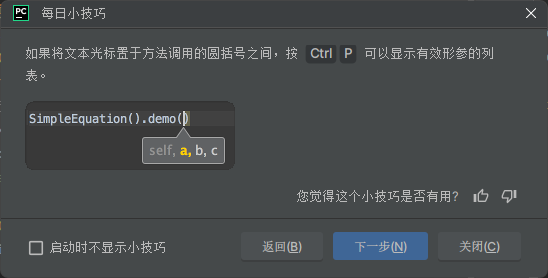 PC 每日小技巧
如果将文本光标置于方法调用的圆括号之间，按 Ctrl P 可以显示有效形参的列
表。
SimpleEquation().demo()
self, a, b, c
您觉得这个小技巧是否有用?
启动时不显示小技巧 返回(B) 下一步(N) 关闭(C)